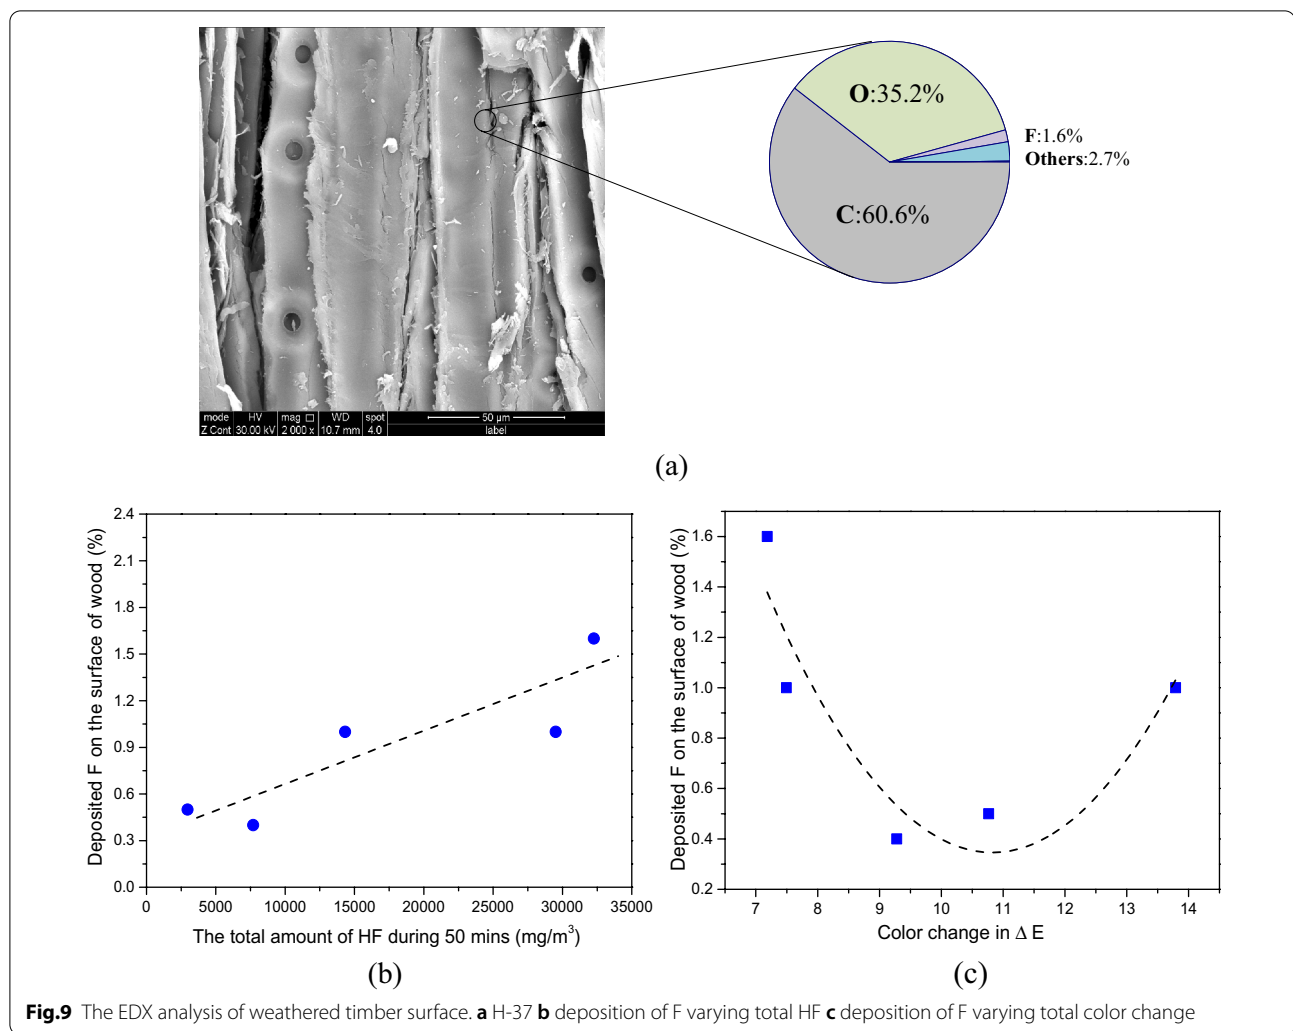 O:35.2%
F:1.6%
Others:2.7%
C:60.6%
mode HV mag □ WD spot
Z Cont 30.00 kV 2 000 x 10.7 mm 4.0
50 µm
label
(a)
Deposited F on the surface of wood (%)
2.4
2.1
1.8
1.5
1.2
0.9
0.6
0.3
0.0
0 5000 10000 15000 20000 25000 30000 35000
The total amount of HF during 50 mins (mg/m³)
(b)
Deposited F on the surface of wood (%)
1.6
1.4
1.2
1.0
0.8
0.6
0.4
0.2
7 8 9 10 11 12 13 14
Color change in Δ E
(c)
Fig.9 The EDX analysis of weathered timber surface. a H-37 b deposition of F varying total HF c deposition of F varying total color change